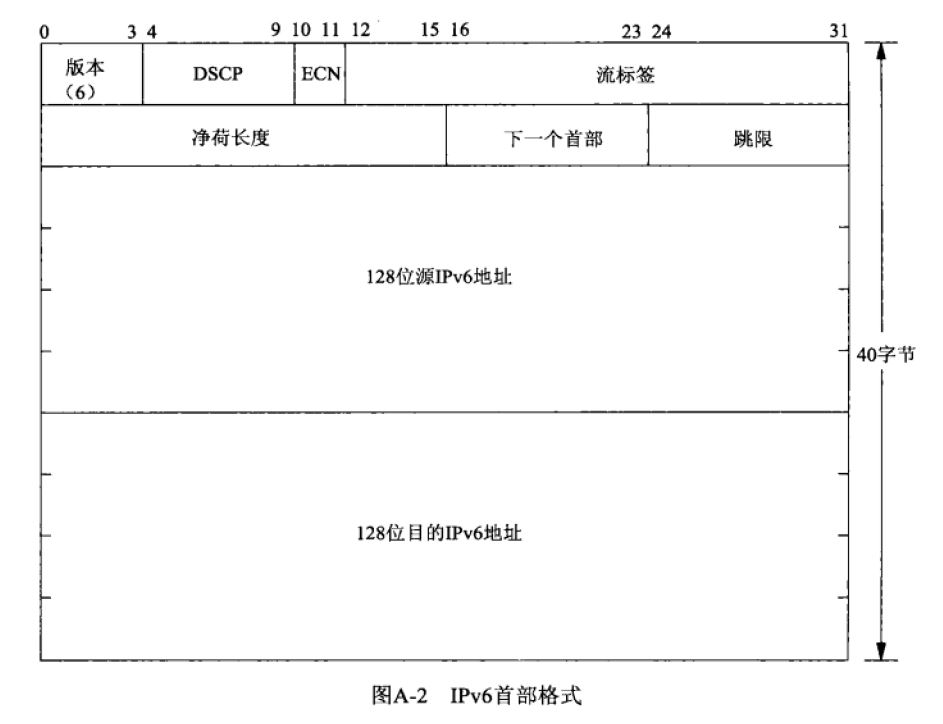 0 3 4 9 10 11 12 15 16 23 24 31
版本 DSCP ECN 流标签
（6）
净荷长度 下一个首部 跳限
128位源IPv6地址
40字节
128位目的IPv6地址
图A-2 IPv6首部格式